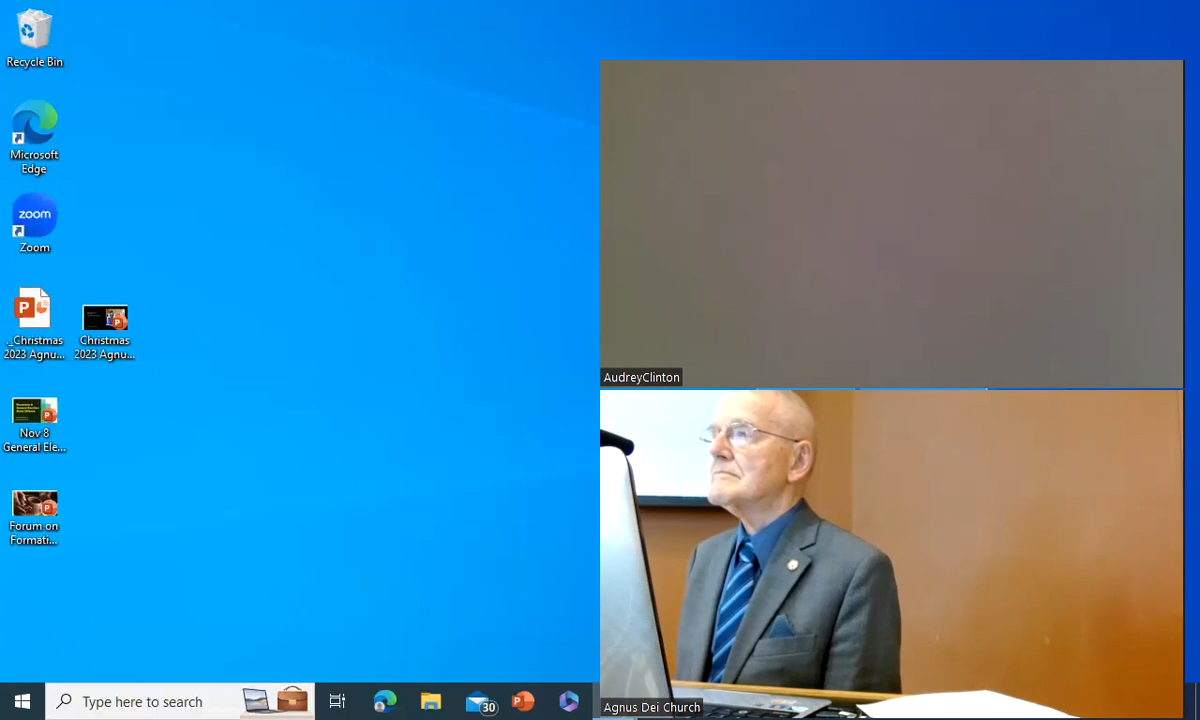 Recycle Bin
Microsoft
Edge
zoom
Zoom
._Christmas
2023 Agnu...
Christmas
2023 Agnu...
Nov 8
General Ele...
Forum on
Formati...
AudreyClinton
Agnus Dei Church
Type here to search
30